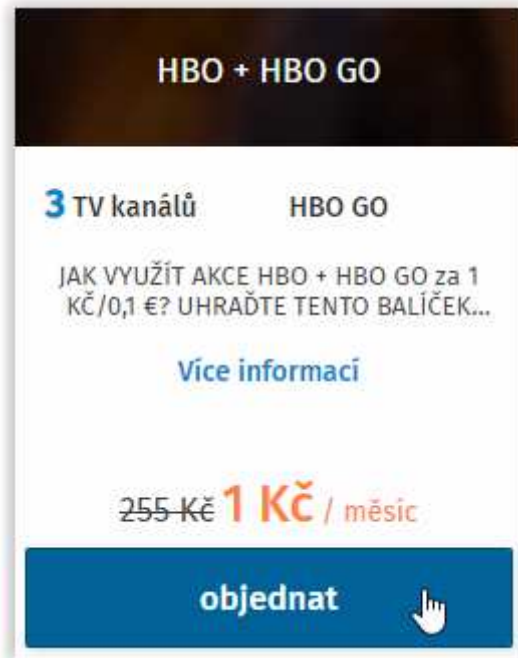 HBO + HBO GO
3 TV kanálů HBO GO
JAK VYUŽÍT AKCE HBO + HBO GO za 1
KČ/0,1 €? UHRAĎTE TENTO BALÍČEK...
Více informací
255 Kč 1 Kč / měsíc
objednat